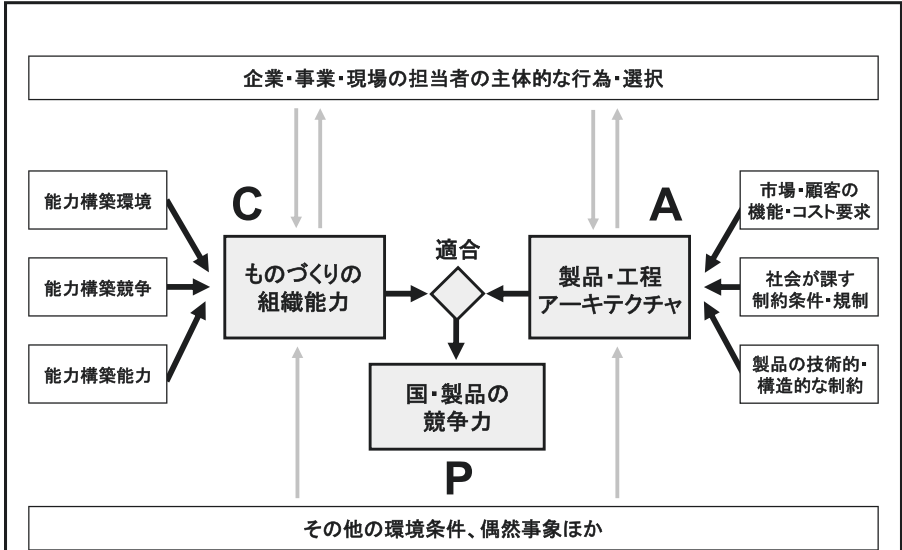 企業・事業・現場の担当者の主体的な行為・選択
能力構築環境
能力構築競争
能力構築能力
C
ものづくりの
組織能力
適合
A
製品・工程
アーキテクチャ
市場・顧客の
機能・コスト要求
社会が課す
制約条件・規制
製品の技術的・
構造的な制約
国・製品の
競争力
P
その他の環境条件、偶然事象ほか